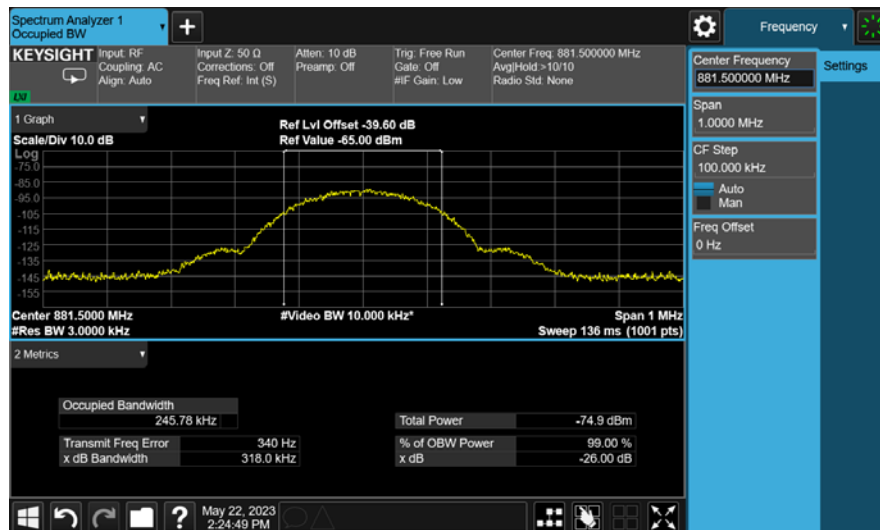 Spectrum Analyzer 1
Occupied BW
+
Frequency
KEYSIGHT
Input: RF
Coupling: AC
Align: Auto
Input Z: 50 Ω
Corrections: Off
Freq Ref: Int (S)
Atten: 10 dB
Preamp: Off
Trig: Free Run
Gate: Off
#IF Gain: Low
Center Freq: 881.500000 MHz
Avg|Hold:>10/10
Radio Std: None
LXI
Center Frequency
881.500000 MHz
Settings
Span
1.0000 MHz
CF Step
100.000 kHz
Auto
Man
Freq Offset
0 Hz
1 Graph
Scale/Div 10.0 dB
Ref Lvl Offset -39.60 dB
Ref Value -65.00 dBm
Log
-75.0
-85.0
-95.0
-105
-115
-125
-135
-145
-155
Center 881.5000 MHz
#Video BW 10.000 kHz*
Span 1 MHz
#Res BW 3.0000 kHz
Sweep 136 ms (1001 pts)
2 Metrics
Occupied Bandwidth
245.78 kHz
Total Power -74.9 dBm
Transmit Freq Error 340 Hz
% of OBW Power 99.00 %
x dB Bandwidth 318.0 kHz
x dB -26.00 dB
?
May 22, 2023
2:24:49 PM